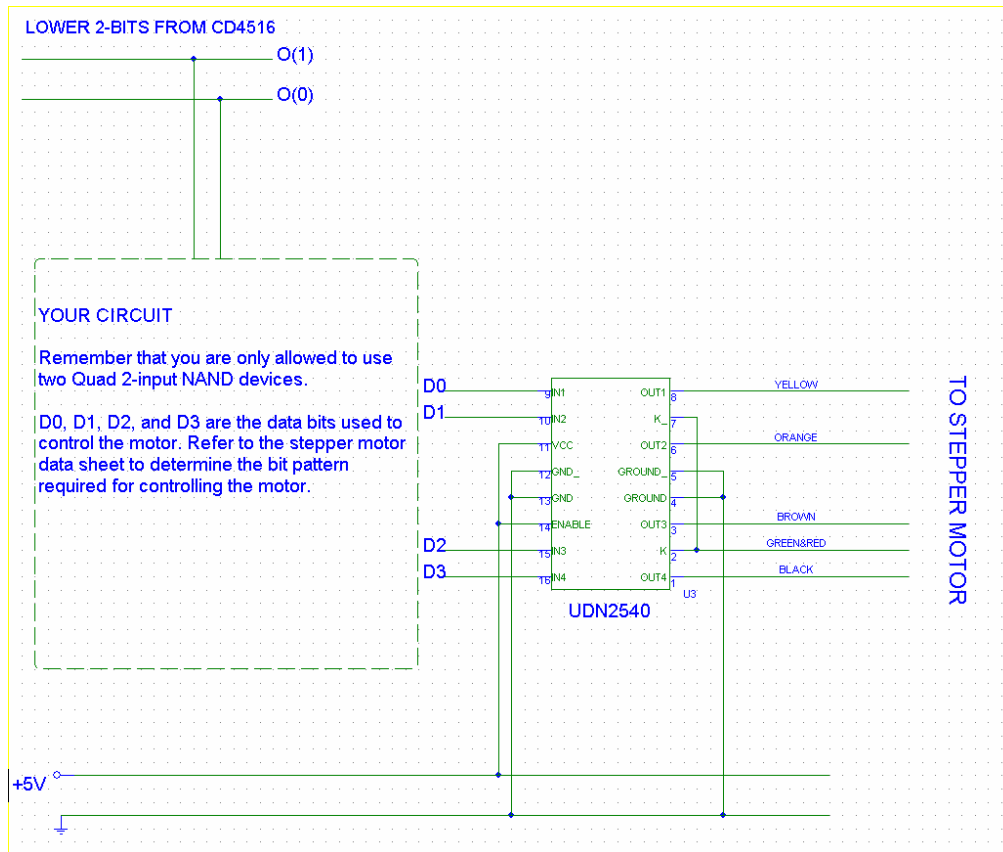 LOWER 2-BITS FROM CD4516
O(1)
O(0)
YOUR CIRCUIT
Remember that you are only allowed to use
two Quad 2-input NAND devices.
D0, D1, D2, and D3 are the data bits used to
control the motor. Refer to the stepper motor
data sheet to determine the bit pattern
required for controlling the motor.
D0
D1
D2
D3
9 IN1
10 IN2
11 VCC
12 GND_
13 GND
14 ENABLE
15 IN3
16 IN4
OUT1 8
K_ 7
OUT2 6
GROUND_ 5
GROUND 4
OUT3 3
K 2
OUT4 1
U3
UDN2540
YELLOW
ORANGE
BROWN
GREEN&RED
BLACK
TO STEPPER MOTOR
+5V